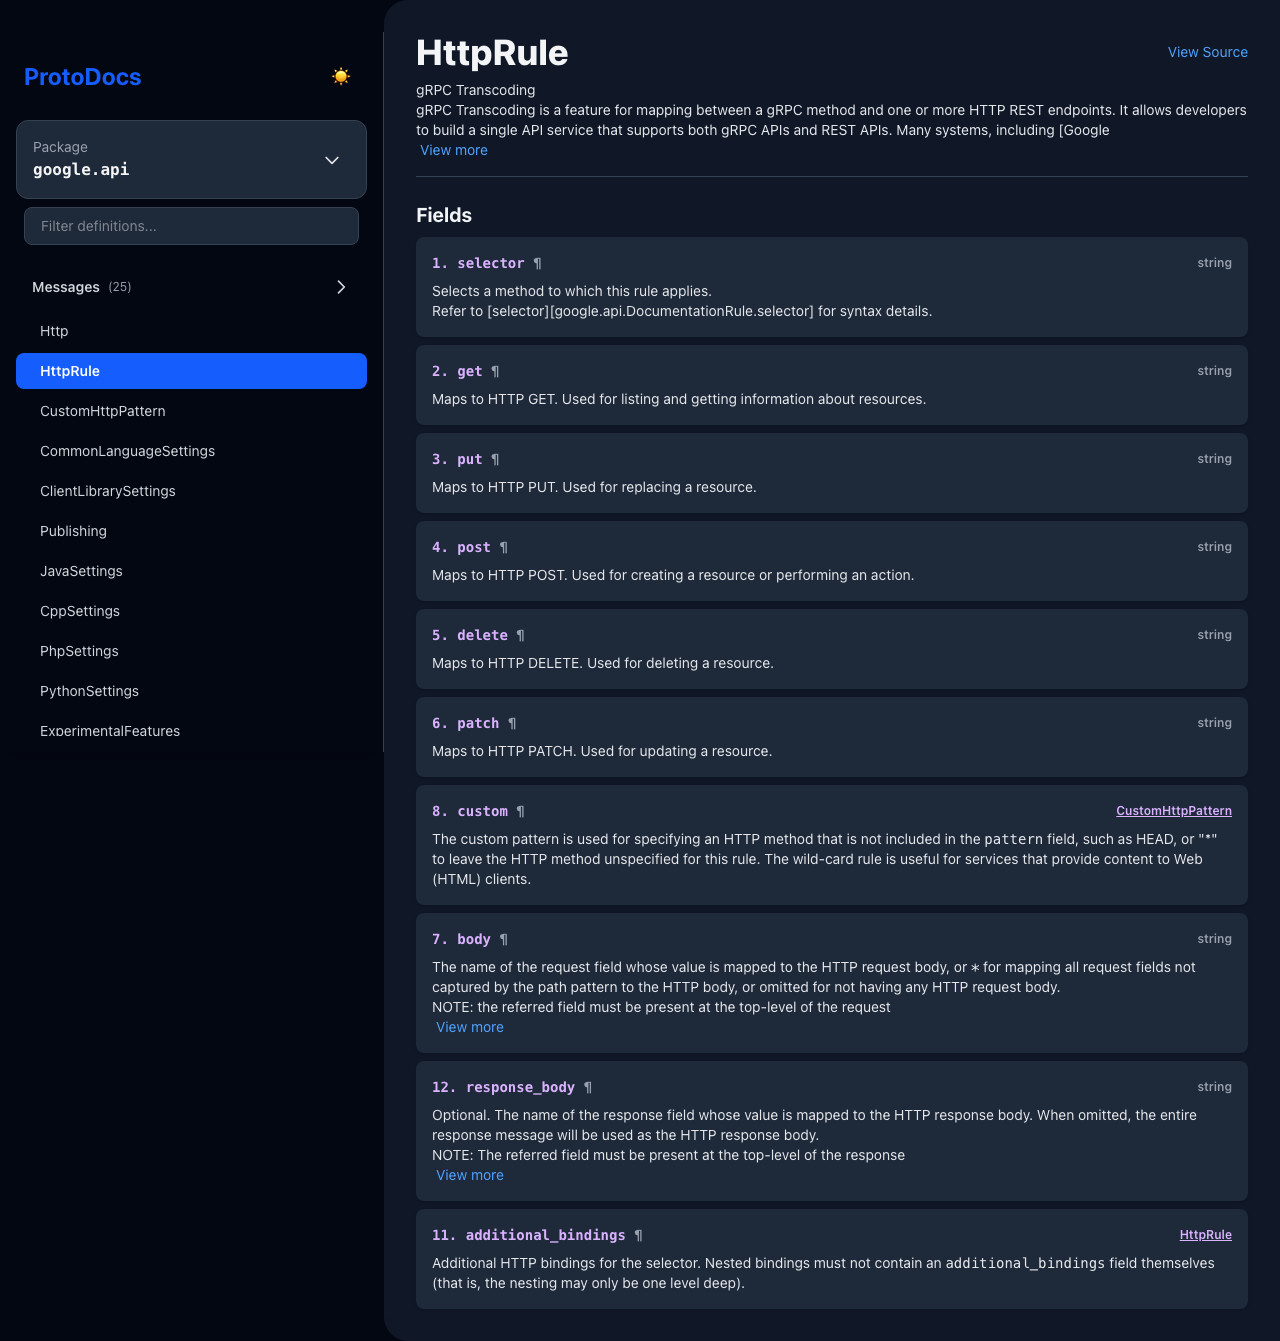 ProtoDocs
Package
google.api
Filter definitions...
Messages (25)
Http
HttpRule
CustomHttpPattern
CommonLanguageSettings
ClientLibrarySettings
Publishing
JavaSettings
CppSettings
PhpSettings
PythonSettings
ExperimentalFeatures
HttpRule
View Source
gRPC Transcoding
gRPC Transcoding is a feature for mapping between a gRPC method and one or more HTTP REST endpoints. It allows developers
to build a single API service that supports both gRPC APIs and REST APIs. Many systems, including [Google
View more
Fields
1. selector ¶ string
Selects a method to which this rule applies.
Refer to [selector][google.api.DocumentationRule.selector] for syntax details.
2. get ¶ string
Maps to HTTP GET. Used for listing and getting information about resources.
3. put ¶ string
Maps to HTTP PUT. Used for replacing a resource.
4. post ¶ string
Maps to HTTP POST. Used for creating a resource or performing an action.
5. delete ¶ string
Maps to HTTP DELETE. Used for deleting a resource.
6. patch ¶ string
Maps to HTTP PATCH. Used for updating a resource.
8. custom ¶ CustomHttpPattern
The custom pattern is used for specifying an HTTP method that is not included in the pattern field, such as HEAD, or "*"
to leave the HTTP method unspecified for this rule. The wild-card rule is useful for services that provide content to Web
(HTML) clients.
7. body ¶ string
The name of the request field whose value is mapped to the HTTP request body, or * for mapping all request fields not
captured by the path pattern to the HTTP body, or omitted for not having any HTTP request body.
NOTE: the referred field must be present at the top-level of the request
View more
12. response_body ¶ string
Optional. The name of the response field whose value is mapped to the HTTP response body. When omitted, the entire
response message will be used as the HTTP response body.
NOTE: The referred field must be present at the top-level of the response
View more
11. additional_bindings ¶ HttpRule
Additional HTTP bindings for the selector. Nested bindings must not contain an additional_bindings field themselves
(that is, the nesting may only be one level deep).